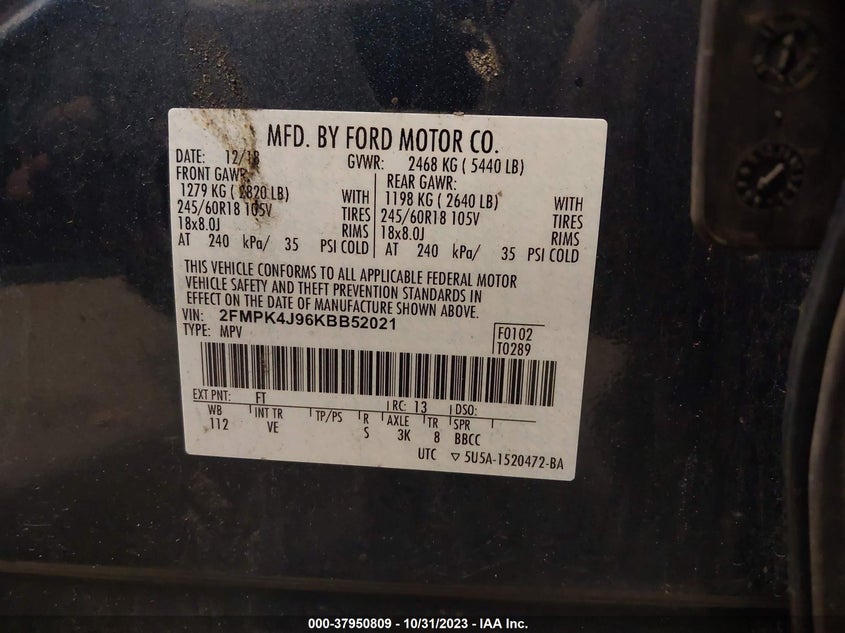 MFD. BY FORD MOTOR CO.
DATE: 12/18 GVWR: 2468 KG ( 5440 LB)
FRONT GAWR: REAR GAWR:
1279 KG ( 2820 LB) WITH 1198 KG ( 2640 LB) WITH
245/60R18 105V TIRES 245/60R18 105V TIRES
18x8.0J RIMS 18x8.0J RIMS
AT 240 kPa/ 35 PSI COLD AT 240 kPa/ 35 PSI COLD
THIS VEHICLE CONFORMS TO ALL APPLICABLE FEDERAL MOTOR
VEHICLE SAFETY AND THEFT PREVENTION STANDARDS IN
EFFECT ON THE DATE OF MANUFACTURE SHOWN ABOVE.
VIN: 2FMPK4J96KBB52021
TYPE: MPV
F0102
T0289
EXT PNT: FT RC: 13 DSO:
WB INT TR TP/PS R AXLE TR SPR
112 VE S 3K 8 BBCC
UTC ▽ 5U5A-1520472-BA
000-37950809 - 10/31/2023 - IAA Inc.